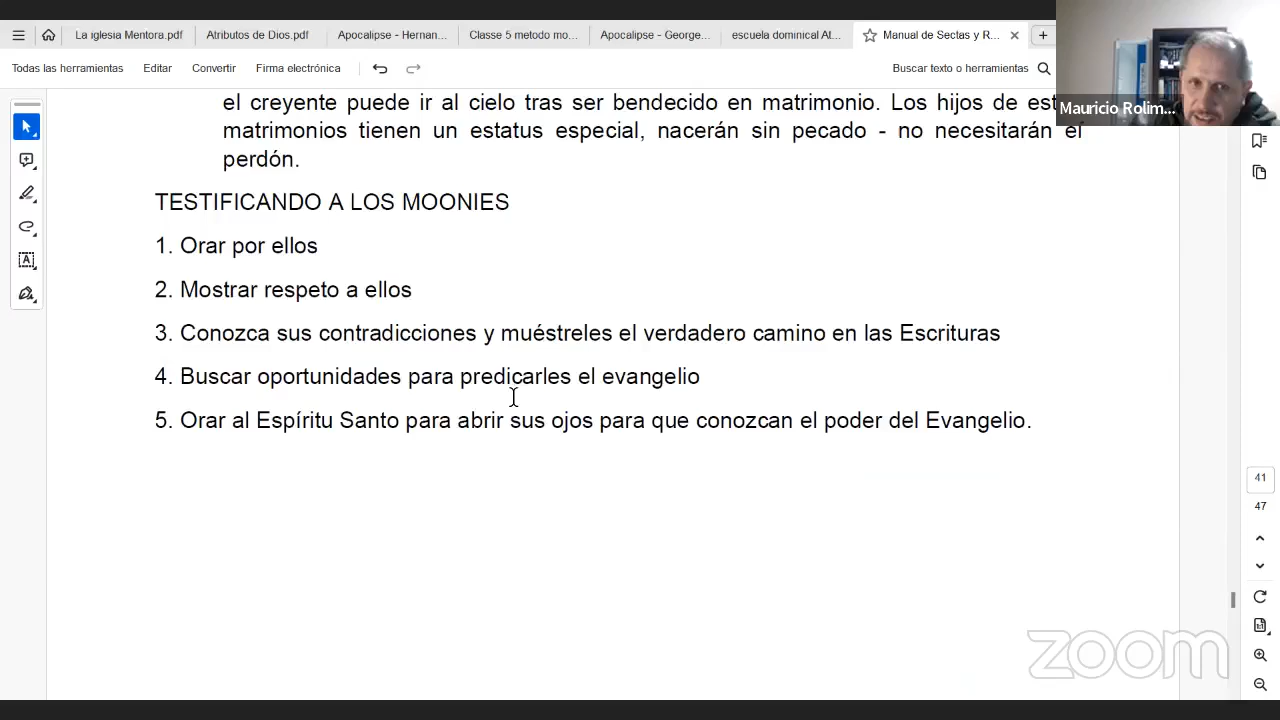 La iglesia Mentora.pdf
Atributos de Dios.pdf
Apocalipse - Hernan...
Classe 5 metodo mo...
Apocalipse - George...
escuela dominical At...
Manual de Sectas y R...
Todas las herramientas
Editar
Convertir
Firma electrónica
Buscar texto o herramientas
Mauricio Rolim...
el creyente puede ir al cielo tras ser bendecido en matrimonio. Los hijos de
matrimonios tienen un estatus especial, nacerán sin pecado - no necesitarán el
perdón.
TESTIFICANDO A LOS MOONIES
1. Orar por ellos
2. Mostrar respeto a ellos
3. Conozca sus contradicciones y muéstreles el verdadero camino en las Escrituras
4. Buscar oportunidades para predicarles el evangelio
5. Orar al Espíritu Santo para abrir sus ojos para que conozcan el poder del Evangelio.
41
47
zoom